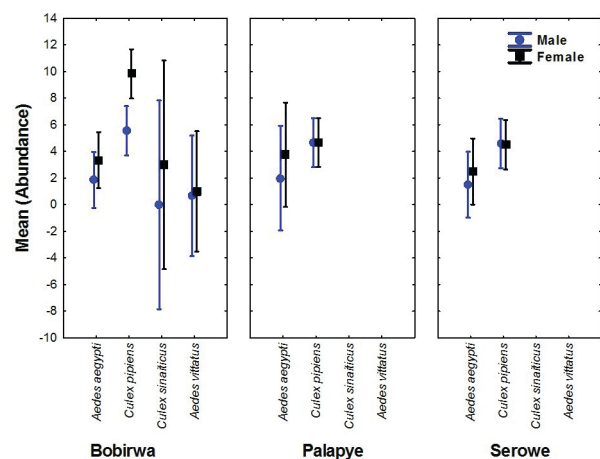 Mean (Abundance)
14
12
10
8
6
4
2
0
-2
-4
-6
-8
-10
Male
Female
Aedes aegypti
Culex pipiens
Culex sinaiticus
Aedes vittatus
Aedes aegypti
Culex pipiens
Culex sinaiticus
Aedes vittatus
Aedes aegypti
Culex pipiens
Culex sinaiticus
Aedes vittatus
Bobirwa
Palapye
Serowe